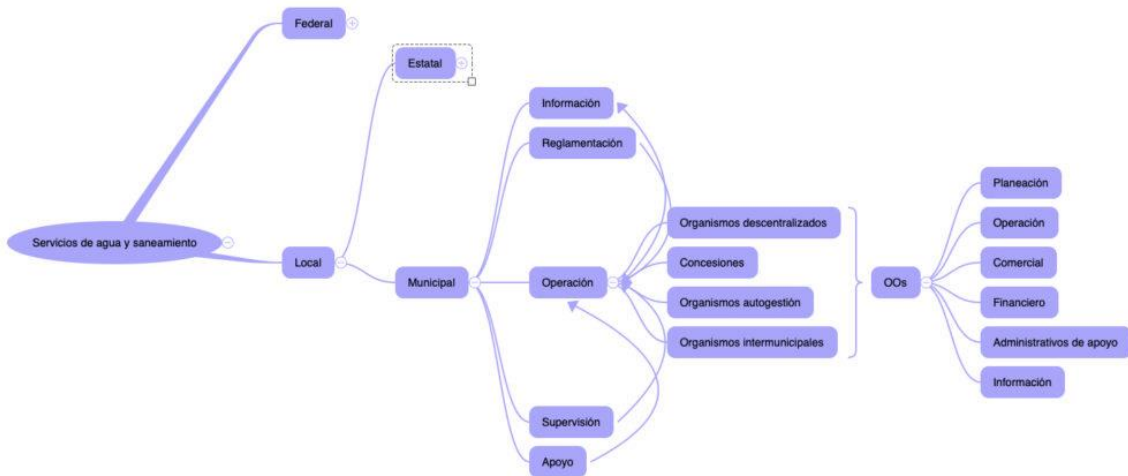 Servicios de agua y saneamiento
Federal
Local
Estatal
Municipal
Información
Reglamentación
Operación
Supervisión
Apoyo
Organismos descentralizados
Concesiones
Organismos autogestión
Organismos intermunicipales
OOs
Planeación
Operación
Comercial
Financiero
Administrativos de apoyo
Información